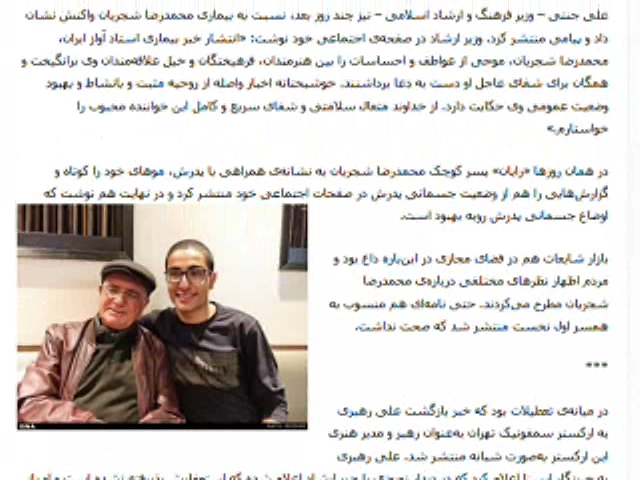 علی جنتی – وزیر فرهنگ و ارشاد اسلامی – نیز چند روز بعد، نسبت به بیماری محمدرضا شجریان واکنش نشان
داد و پیامی منتشر کرد. وزیر ارشاد در صفحه‌ی اجتماعی خود نوشت: «انتشار خبر بیماری استاد آواز ایران،
محمدرضا شجریان، موجی از عواطف و احساسات را بین هنرمندان، فرهیختگان و خیل علاقه‌مندان وی برانگیخت و
همگان برای شفای عاجل او دست به دعا برداشتند. خوشبختانه اخبار واصله از روحیه مثبت و بانشاط و بهبود
وضعیت عمومی وی حکایت دارد. از خداوند متعال سلامتی و شفای سریع و کامل این خواننده محبوب را
خواستارم.»
در همان روزها «رایان» پسر کوچک محمدرضا شجریان به نشانه‌ی همراهی با پدرش، موهای خود را کوتاه و
گزارش‌هایی را هم از وضعیت جسمانی پدرش در صفحات اجتماعی خود منتشر کرد و در نهایت هم نوشت که
اوضاع جسمانی پدرش روبه بهبود است.
بازار شایعات هم در فضای مجازی در این‌باره داغ بود و
مردم اظهار نظرهای مختلفی درباره‌ی محمدرضا
شجریان مطرح می‌کردند. حتی نامه‌ای هم منسوب به
همسر اول نخست منتشر شد که صحت نداشت.
***
در میانه‌ی تعطیلات بود که خبر بازگشت علی رهبری
به ارکستر سمفونیک تهران به‌عنوان رهبر و مدیر هنری
این ارکستر به‌صورت شبانه منتشر شد. علی رهبری